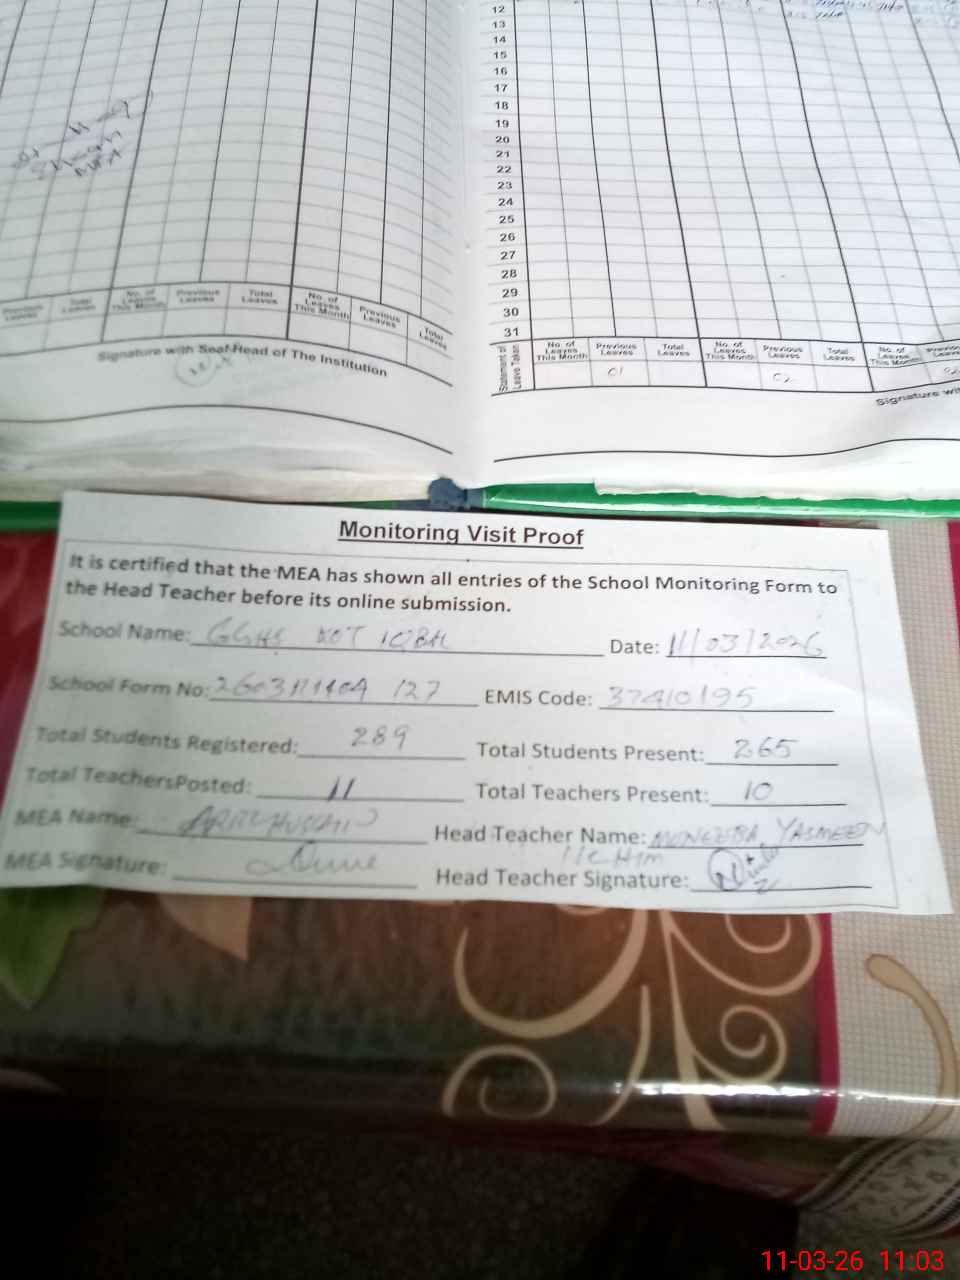 12
13
14
15
16
17
18
19
20
21
22
23
24
25
26
27
28
29
30
31
Previous Leaves Total Leaves No. of Leaves This Month Previous Leaves Total Leaves No. of Leaves This Month Previous Leaves Total Leaves
Signature with Seal Head of The Institution
Statement of Leave Taken No. of Leaves This Month Previous Leaves Total Leaves No. of Leaves This Month Previous Leaves Total Leaves No. of Leaves This Month
01 02
Signature
Monitoring Visit Proof
It is certified that the MEA has shown all entries of the School Monitoring Form to
the Head Teacher before its online submission.
School Name: GGHS KOT IQBAL Date: 11/03/2026
School Form No: 127 EMIS Code: 37410195
Total Students Registered: 289 Total Students Present: 265
Total TeachersPosted: 11 Total Teachers Present: 10
MEA Name: HUSSAIN Head Teacher Name: MUNEEBA YASMEEN
MEA Signature: Head Teacher Signature:
11-03-26 11:03